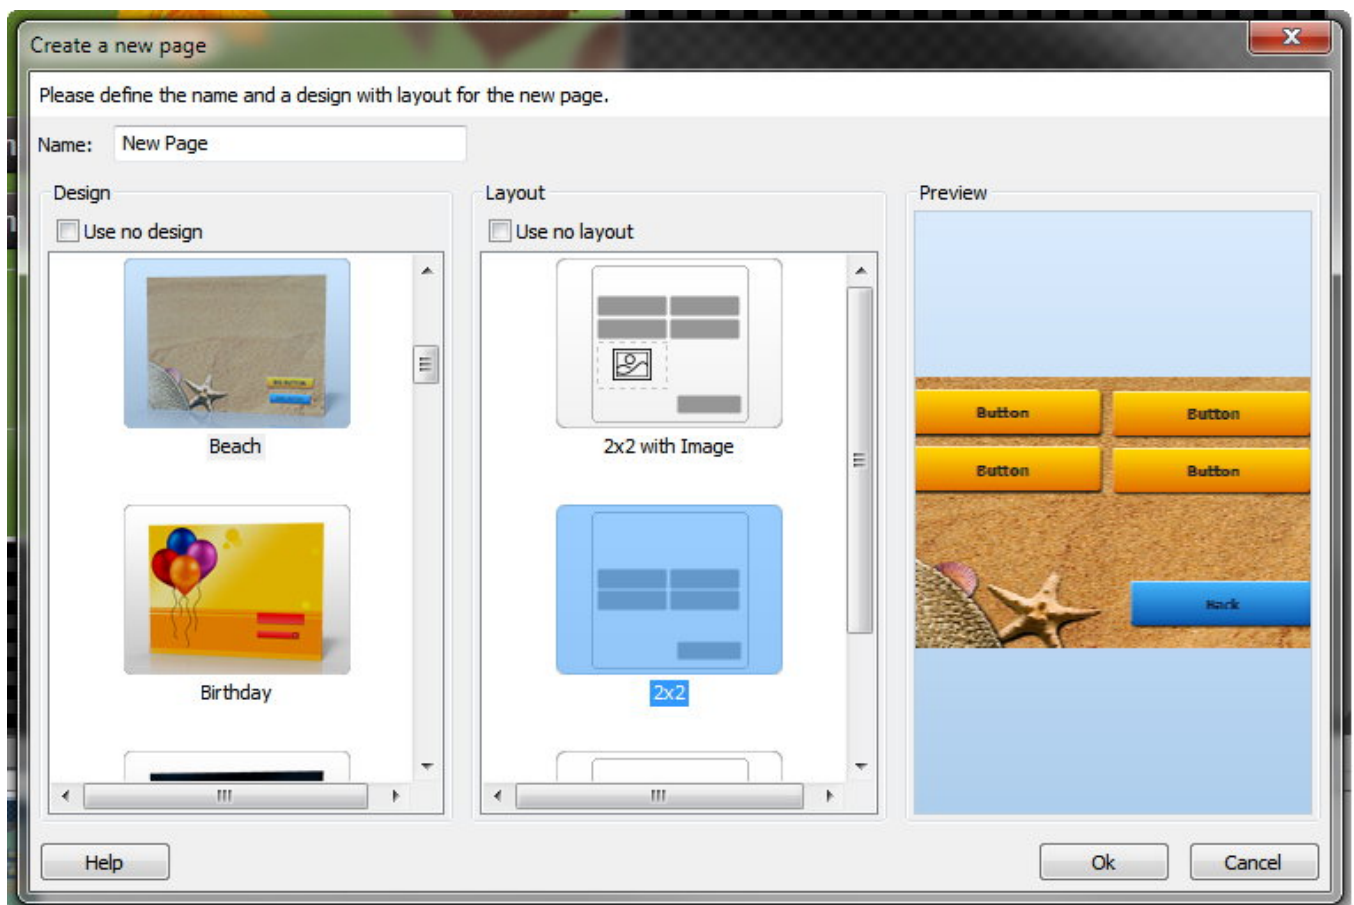 Create a new page
Please define the name and a design with layout for the new page.
Name: New Page
Design
Use no design
Beach
Birthday
Layout
Use no layout
2x2 with Image
2x2
Preview
Button Button
Button Button
Back
Help Ok Cancel